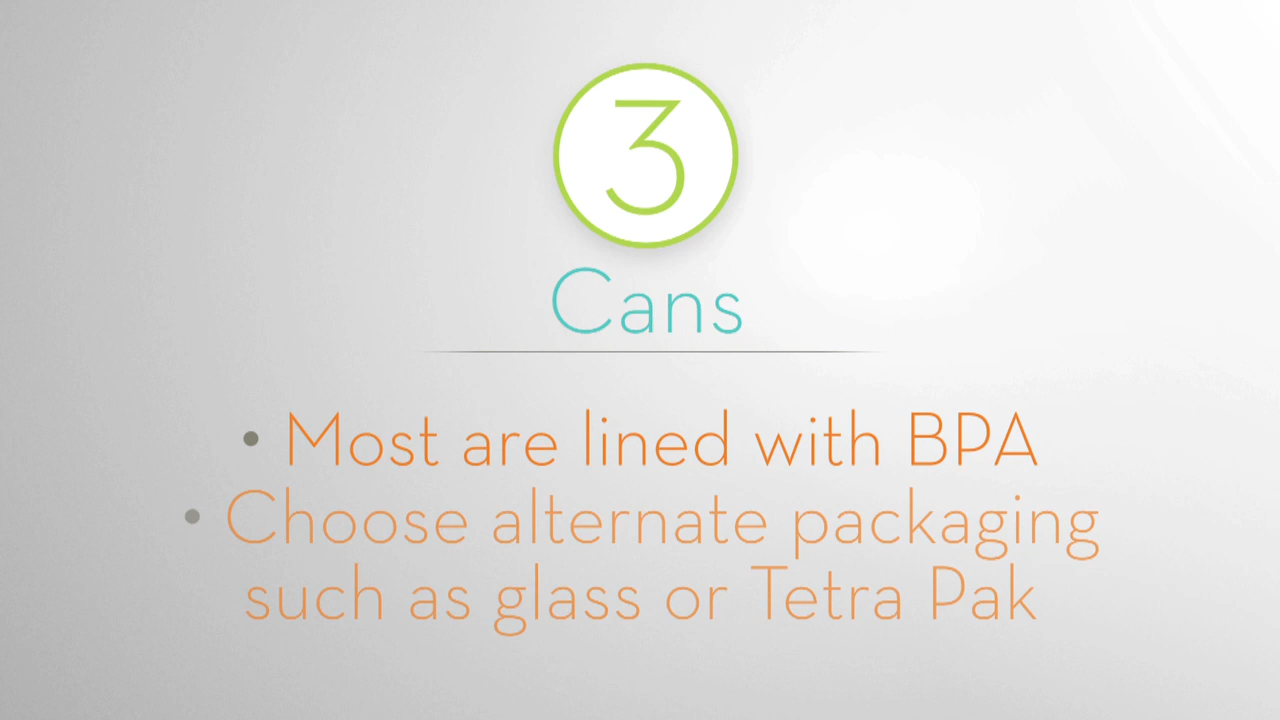 3
Cans
• Most are lined with BPA
• Choose alternate packaging
such as glass or Tetra Pak